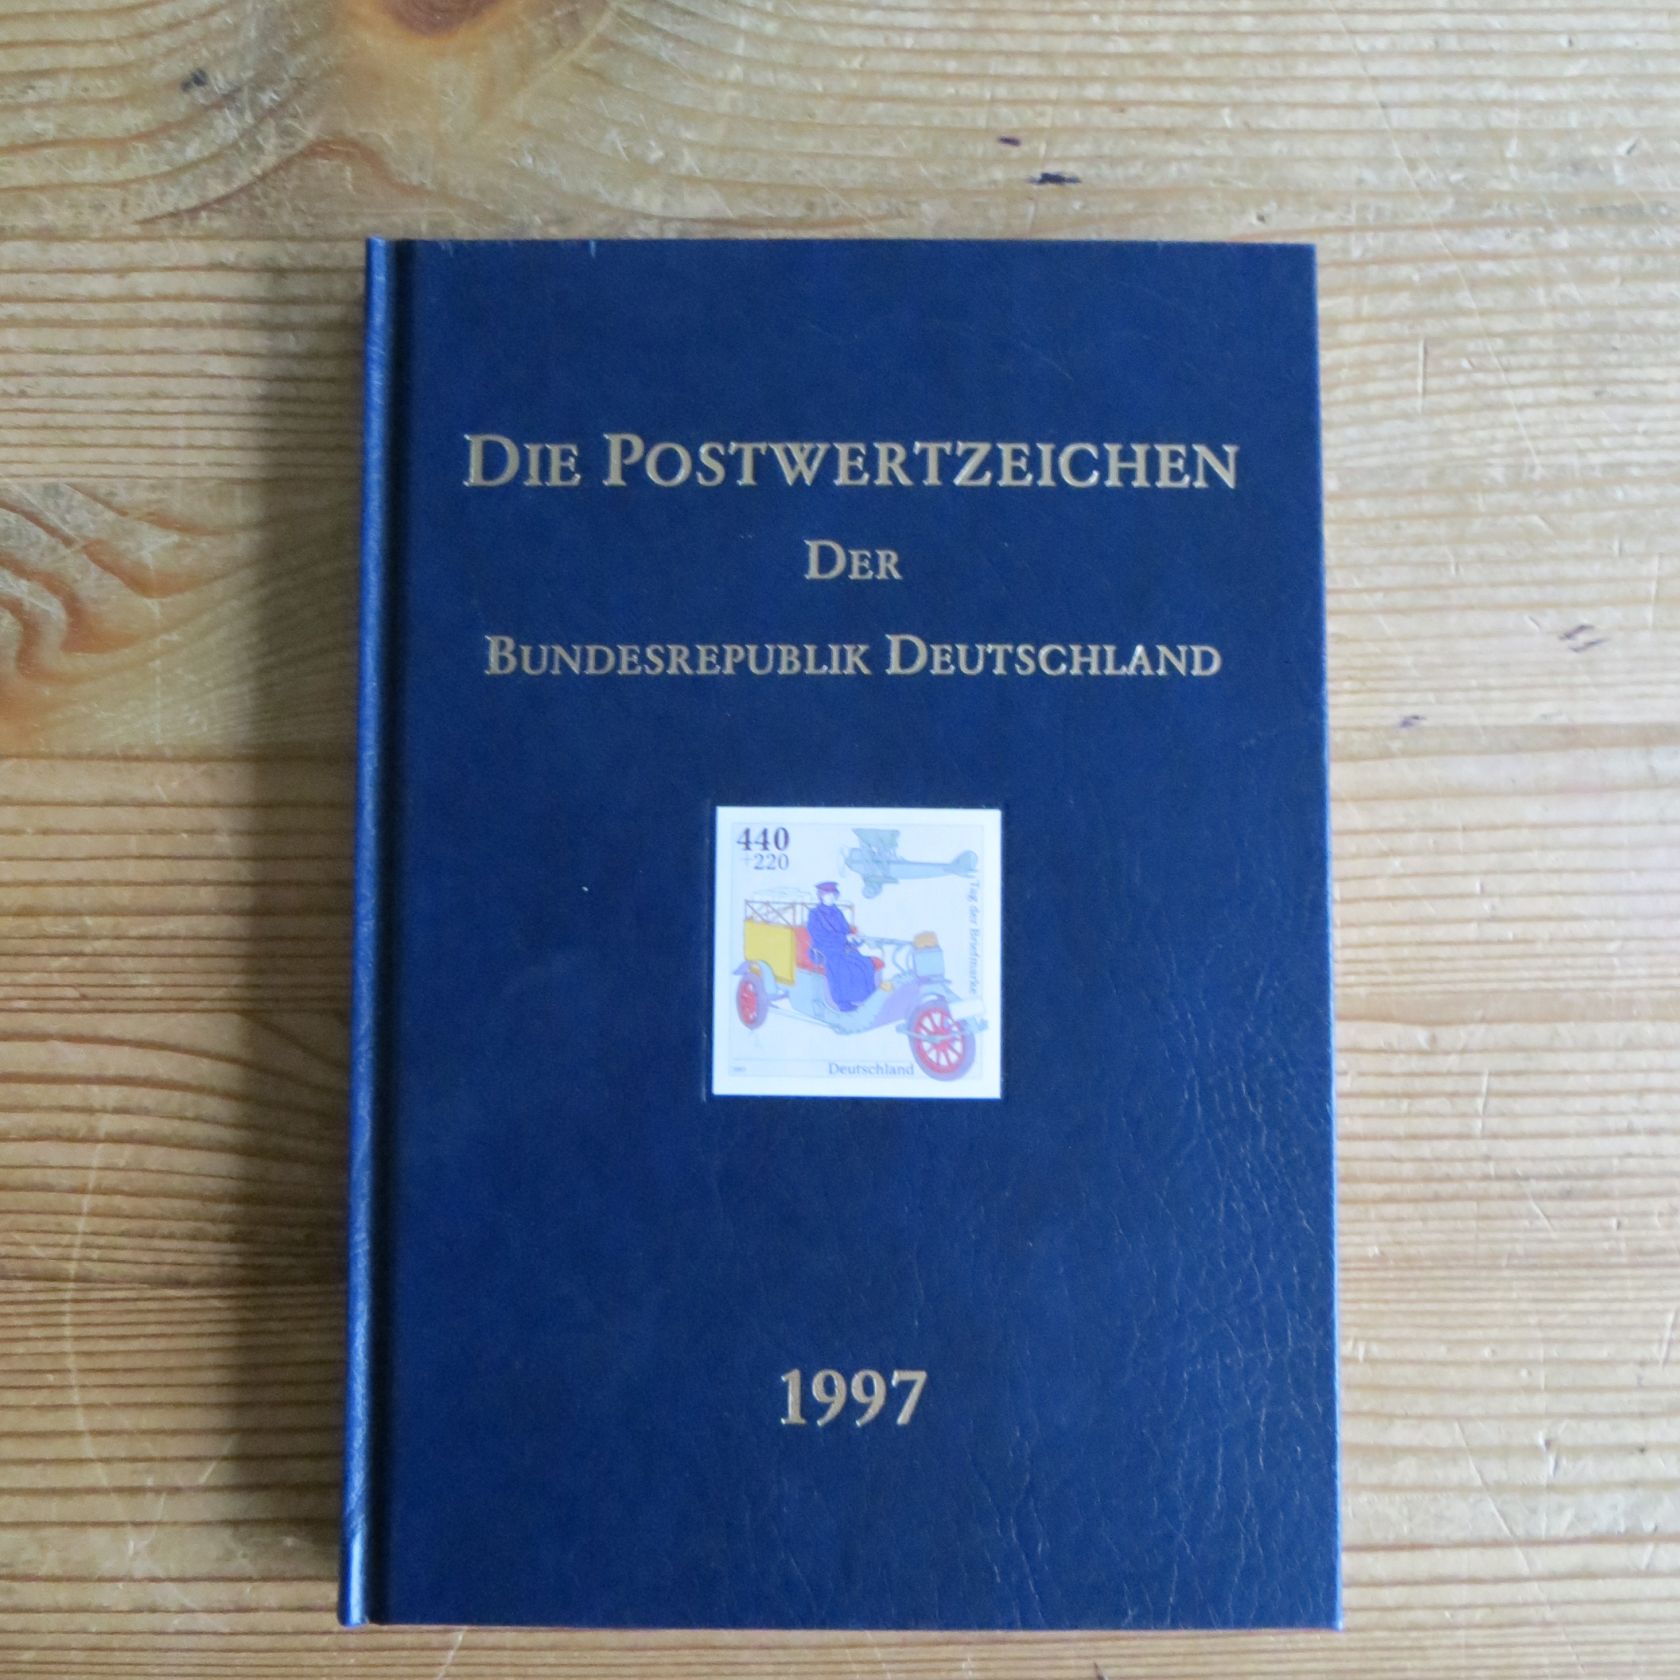 DIE POSTWERTZEICHEN
DER
BUNDESREPUBLIK DEUTSCHLAND
440
+220
Tag der Briefmarke
Deutschland
1997